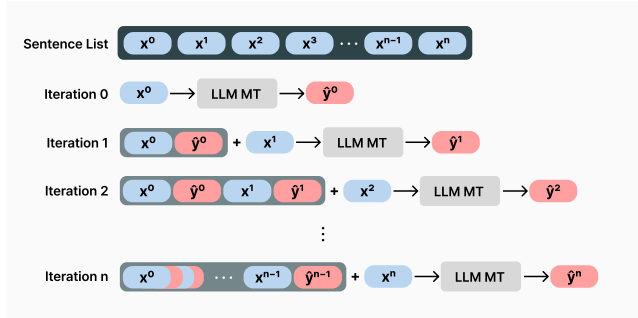 Sentence List x⁰ x¹ x² x³ ··· xⁿ⁻¹ xⁿ
Iteration 0 x⁰ LLM MT ŷ⁰
Iteration 1 x⁰ ŷ⁰ + x¹ LLM MT ŷ¹
Iteration 2 x⁰ ŷ⁰ x¹ ŷ¹ + x² LLM MT ŷ²
⋮
Iteration n x⁰ ··· xⁿ⁻¹ ŷⁿ⁻¹ + xⁿ LLM MT ŷⁿ